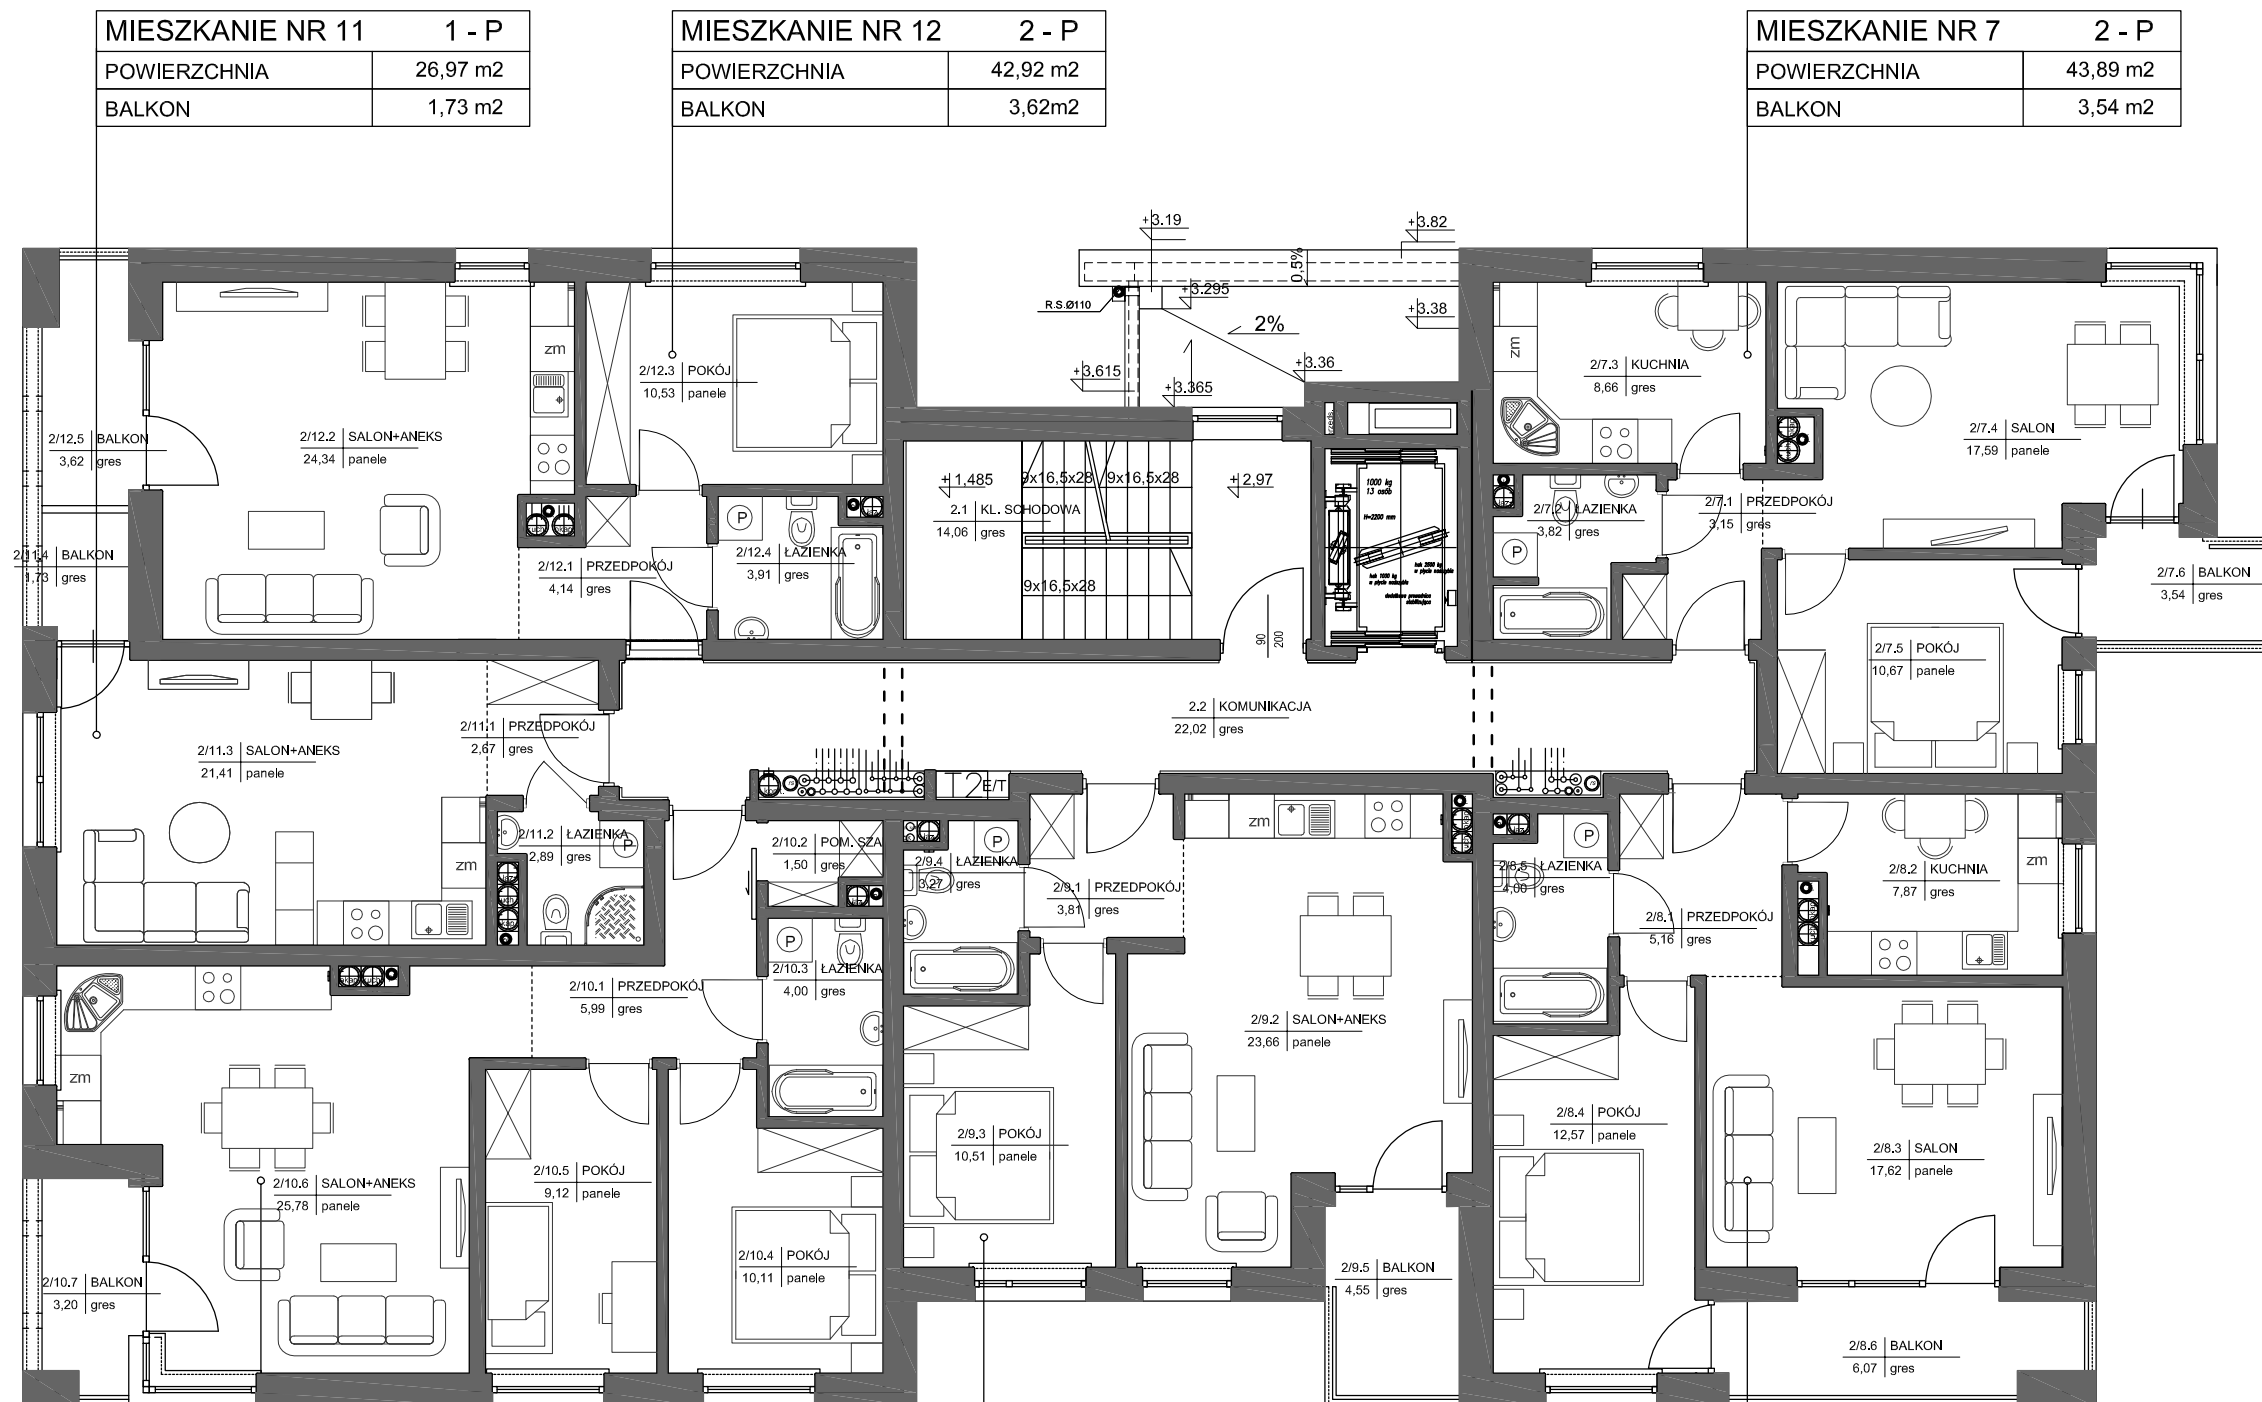 MIESZKANIE NR 11 1 - P
POWIERZCHNIA 26,97 m2
BALKON 1,73 m2
MIESZKANIE NR 12 2 - P
POWIERZCHNIA 42,92 m2
BALKON 3,62m2
MIESZKANIE NR 7 2 - P
POWIERZCHNIA 43,89 m2
BALKON 3,54 m2
+3.19
+3.82
0,5%
+3.295
R.S.Ø110
+3.38
2%
+3.36
+3.615
+3.365
zm
2/12.3 POKÓJ
10,53 panele
2/12.5 BALKON
3,62 gres
2/12.2 SALON+ANEKS
24,34 panele
2/7.3 KUCHNIA
8,66 gres
zm
2/7.4 SALON
17,59 panele
+1,485
9x16,5x28
9x16,5x28
+2,97
2.1 KL. SCHODOWA
14,06 gres
9x16,5x28
1000 kg
13 osób
H=2200 mm
P
2/12.4 ŁAZIENKA
3,91 gres
2/12.1 PRZEDPOKÓJ
4,14 gres
2/11.4 BALKON
1,73 gres
2/7.2 ŁAZIENKA
3,82 gres
P
2/7.1 PRZEDPOKÓJ
3,15 gres
2/7.6 BALKON
3,54 gres
90
200
2/7.5 POKÓJ
10,67 panele
2.2 KOMUNIKACJA
22,02 gres
2/11.1 PRZEDPOKÓJ
2,67 gres
2/11.3 SALON+ANEKS
21,41 panele
T2 E/T
zm
2/11.2 ŁAZIENKA
2,89 gres
P
2/10.2 POM. SZA
1,50 gres
2/9.4 ŁAZIENKA
3,27 gres
P
2/9.1 PRZEDPOKÓJ
3,81 gres
zm
2/8.5 ŁAZIENKA
4,00 gres
P
2/8.1 PRZEDPOKÓJ
5,16 gres
2/8.2 KUCHNIA
7,87 gres
zm
P
2/10.3 ŁAZIENKA
4,00 gres
2/10.1 PRZEDPOKÓJ
5,99 gres
zm
2/9.2 SALON+ANEKS
23,66 panele
2/9.3 POKÓJ
10,51 panele
2/8.4 POKÓJ
12,57 panele
2/8.3 SALON
17,62 panele
2/10.6 SALON+ANEKS
25,78 panele
2/10.5 POKÓJ
9,12 panele
2/10.4 POKÓJ
10,11 panele
2/10.7 BALKON
3,20 gres
2/9.5 BALKON
4,55 gres
2/8.6 BALKON
6,07 gres